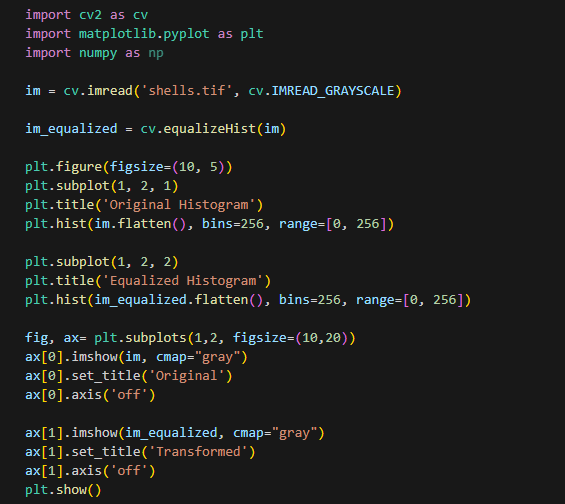 import cv2 as cv
import matplotlib.pyplot as plt
import numpy as np
im = cv.imread('shells.tif', cv.IMREAD_GRAYSCALE)
im_equalized = cv.equalizeHist(im)
plt.figure(figsize=(10, 5))
plt.subplot(1, 2, 1)
plt.title('Original Histogram')
plt.hist(im.flatten(), bins=256, range=[0, 256])
plt.subplot(1, 2, 2)
plt.title('Equalized Histogram')
plt.hist(im_equalized.flatten(), bins=256, range=[0, 256])
fig, ax= plt.subplots(1,2, figsize=(10,20))
ax[0].imshow(im, cmap="gray")
ax[0].set_title('Original')
ax[0].axis('off')
ax[1].imshow(im_equalized, cmap="gray")
ax[1].set_title('Transformed')
ax[1].axis('off')
plt.show()